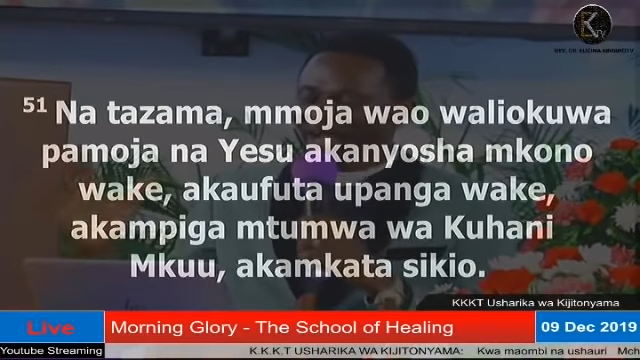 51 Na tazama, mmoja wao waliokuwa
pamoja na Yesu akanyosha mkono
wake, akaufuta upanga wake,
akampiga mtumwa wa Kuhani
Mkuu, akamkata sikio.
KKKT Usharika wa Kijitonyama
Live
Morning Glory - The School of Healing
09 Dec 2019
Youtube Streaming
K.K.K.T USHARIKA WA KIJITONYAMA: Kwa maombi na ushauri Mch